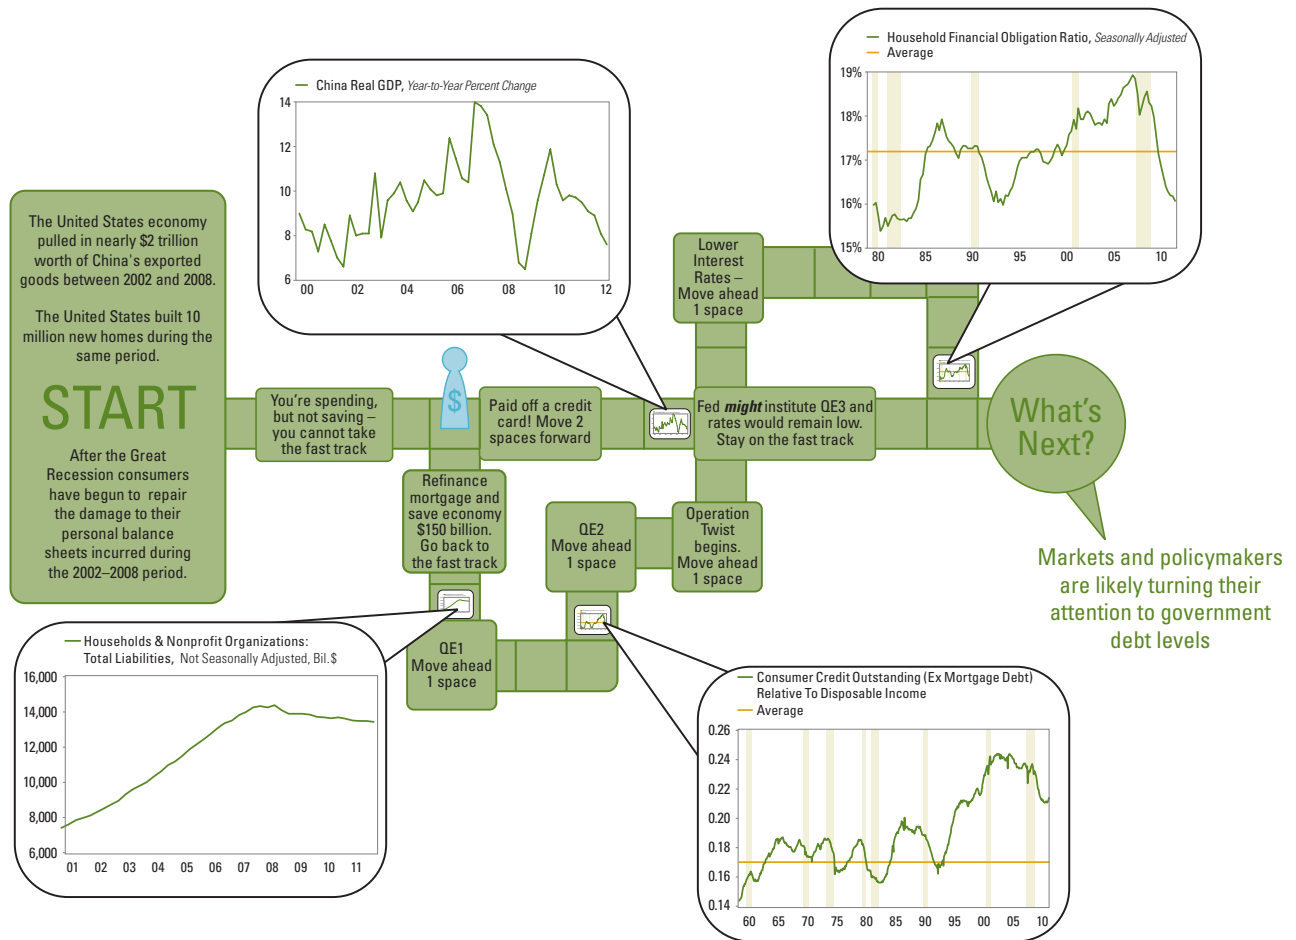 Household Financial Obligation Ratio, Seasonally Adjusted
Average
19%
18%
17%
16%
15%
80 85 90 95 00 05 10
China Real GDP, Year-to-Year Percent Change
14
12
10
8
6
00 02 04 06 08 10 12
The United States economy
pulled in nearly $2 trillion
worth of China's exported
goods between 2002 and 2008.
The United States built 10
million new homes during the
same period.
START
After the Great
Recession consumers
have begun to repair
the damage to their
personal balance
sheets incurred during
the 2002–2008 period.
You're spending,
but not saving –
you cannot take
the fast track
$
Paid off a credit
card! Move 2
spaces forward
Lower
Interest
Rates –
Move ahead
1 space
Fed might institute QE3 and
rates would remain low.
Stay on the fast track
What's
Next?
Markets and policymakers
are likely turning their
attention to government
debt levels
Refinance
mortgage and
save economy
$150 billion.
Go back to
the fast track
QE1
Move ahead
1 space
QE2
Move ahead
1 space
Operation
Twist
begins.
Move ahead
1 space
Households & Nonprofit Organizations:
Total Liabilities, Not Seasonally Adjusted, Bil.$
16,000
14,000
12,000
10,000
8,000
6,000
01 02 03 04 05 06 07 08 09 10 11
Consumer Credit Outstanding (Ex Mortgage Debt)
Relative To Disposable Income
Average
0.26
0.24
0.22
0.20
0.18
0.16
0.14
60 65 70 75 80 85 90 95 00 05 10